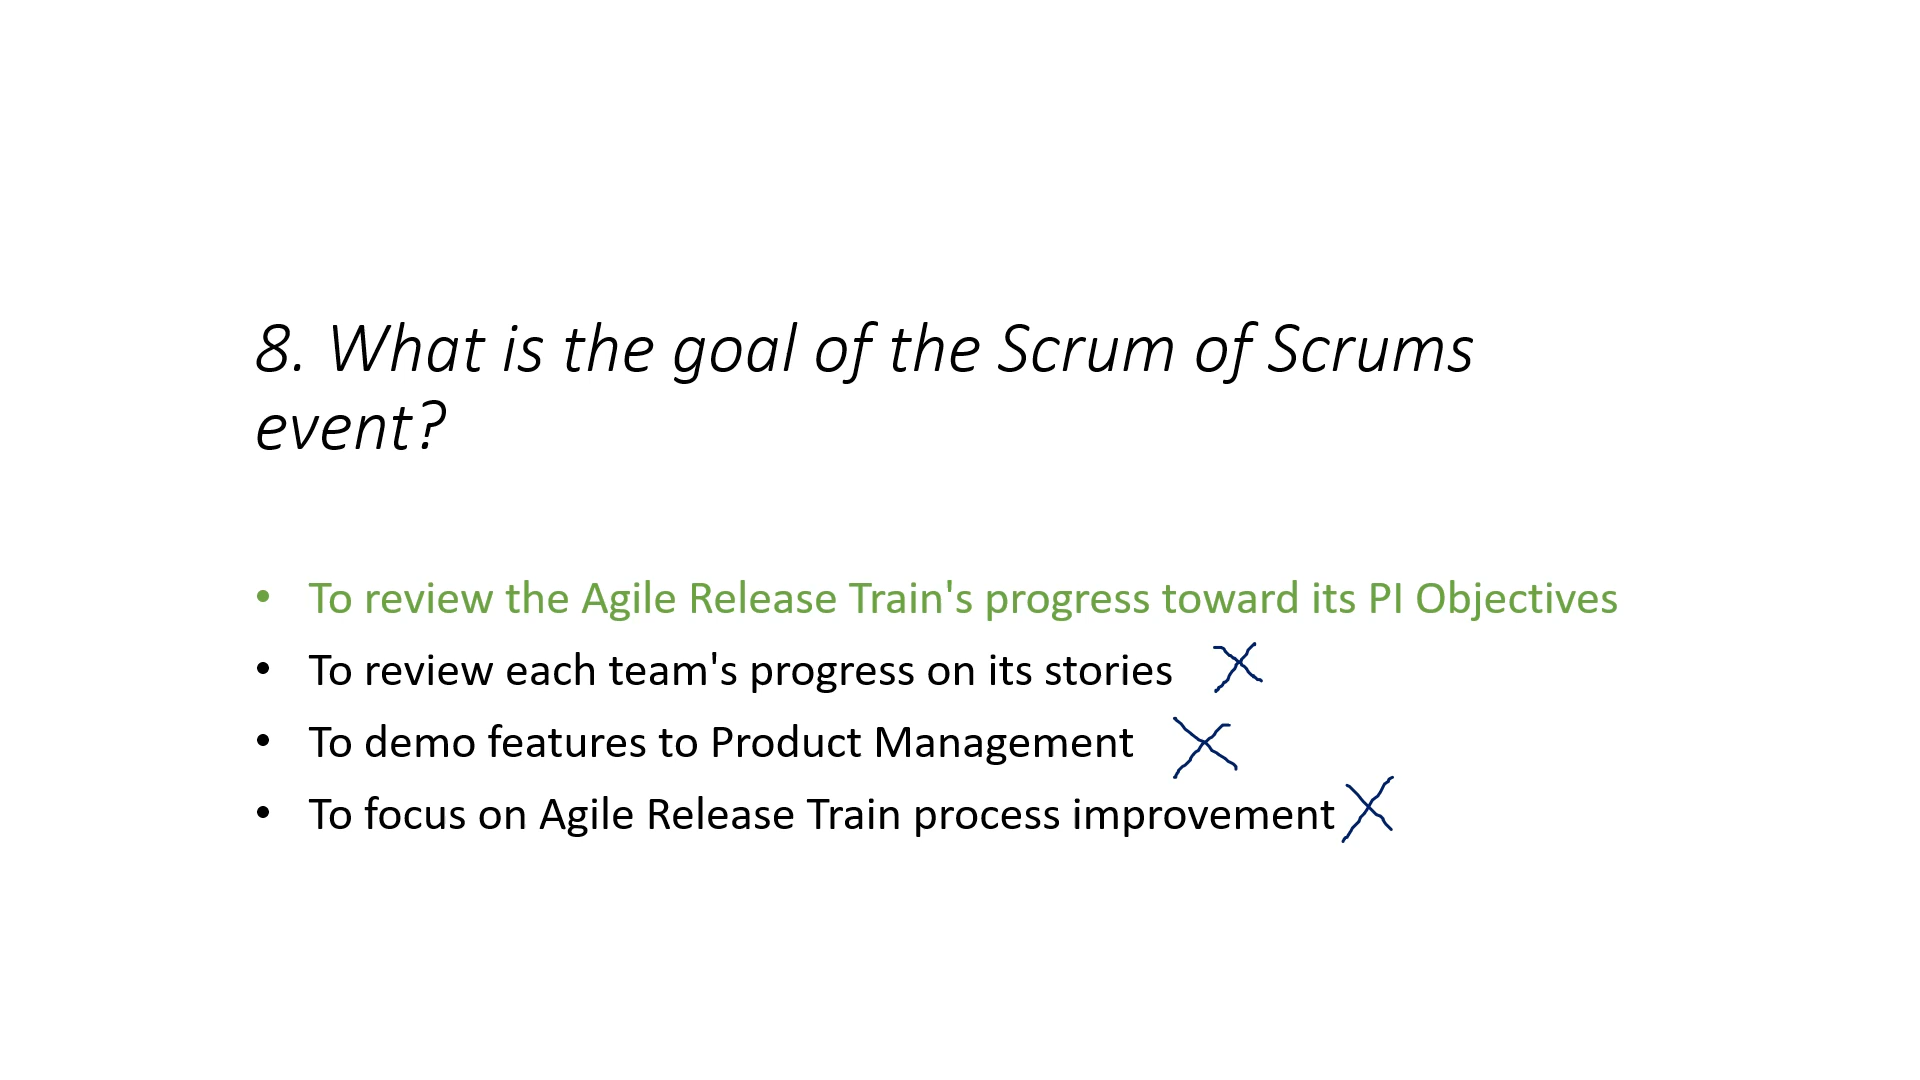 8. What is the goal of the Scrum of Scrums
event?
• To review the Agile Release Train's progress toward its PI Objectives
• To review each team's progress on its stories
• To demo features to Product Management
• To focus on Agile Release Train process improvement